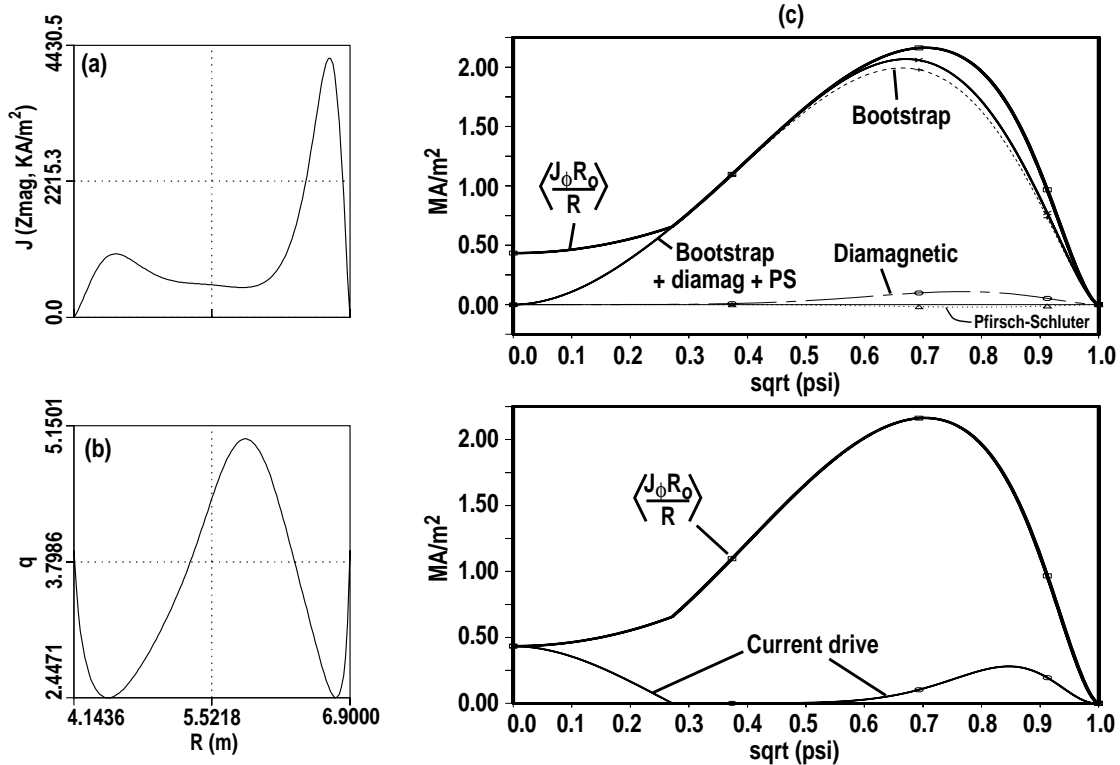 (a)
4430.5
2215.3
0.0
J (Zmag, KA/m²)
(b)
5.1501
3.7986
2.4471
q
4.1436 5.5218 6.9000
R (m)
(c)
2.00
1.50
1.00
0.50
0.00
MA/m²
Bootstrap
⟨JϕRo
R⟩
Bootstrap
+ diamag + PS
Diamagnetic
Pfirsch-Schluter
0.0 0.1 0.2 0.3 0.4 0.5 0.6 0.7 0.8 0.9 1.0
sqrt (psi)
2.00
1.50
1.00
0.50
0.00
MA/m²
⟨JϕRo
R⟩
Current drive
0.0 0.1 0.2 0.3 0.4 0.5 0.6 0.7 0.8 0.9 1.0
sqrt (psi)